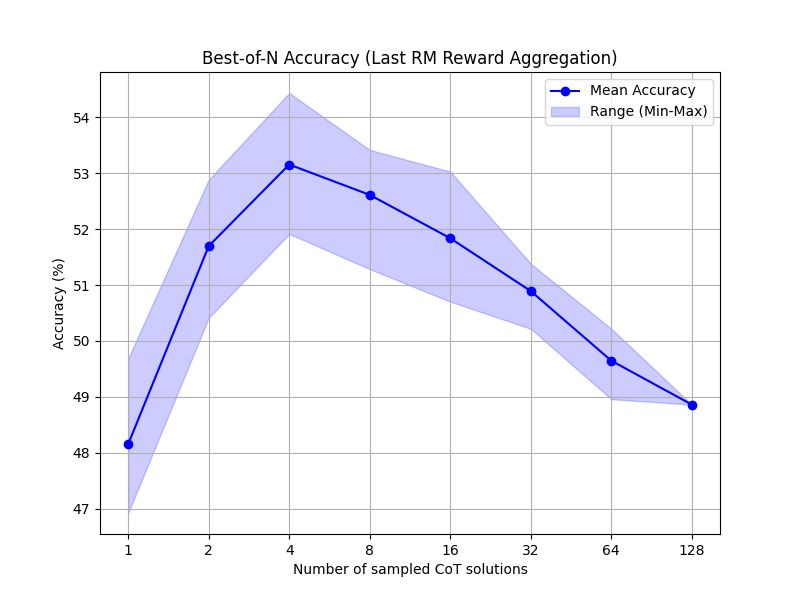 Best-of-N Accuracy (Last RM Reward Aggregation)
Mean Accuracy
Range (Min-Max)
54
53
52
51
50
49
48
47
Accuracy (%)
1 2 4 8 16 32 64 128
Number of sampled CoT solutions